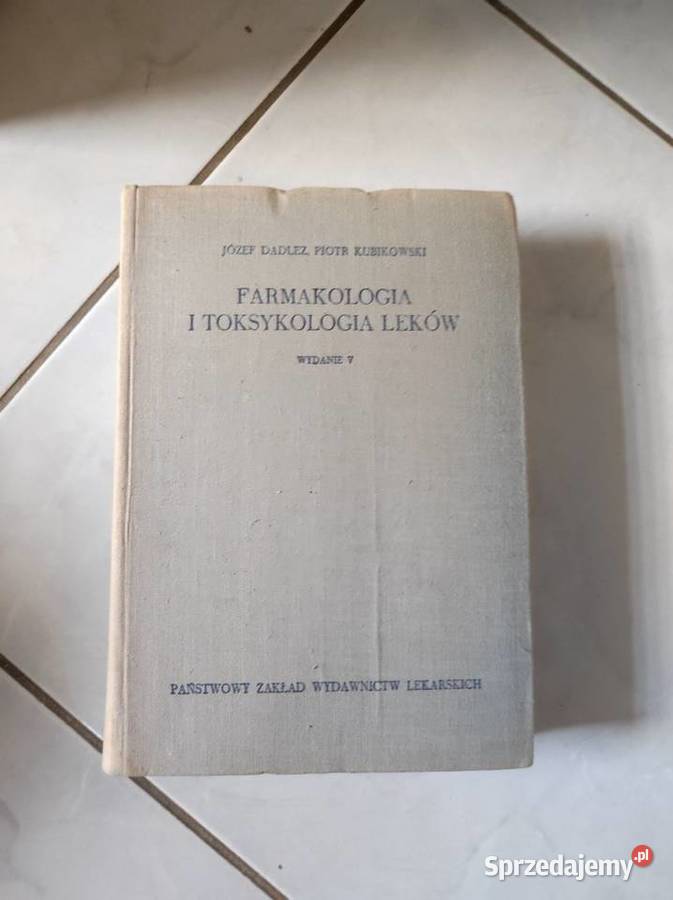 JÓZEF DADLEZ, PIOTR KUBIKOWSKI
FARMAKOLOGIA
I TOKSYKOLOGIA LEKÓW
WYDANIE V
PAŃSTWOWY ZAKŁAD WYDAWNICTW LEKARSKICH
Sprzedajemy.pl